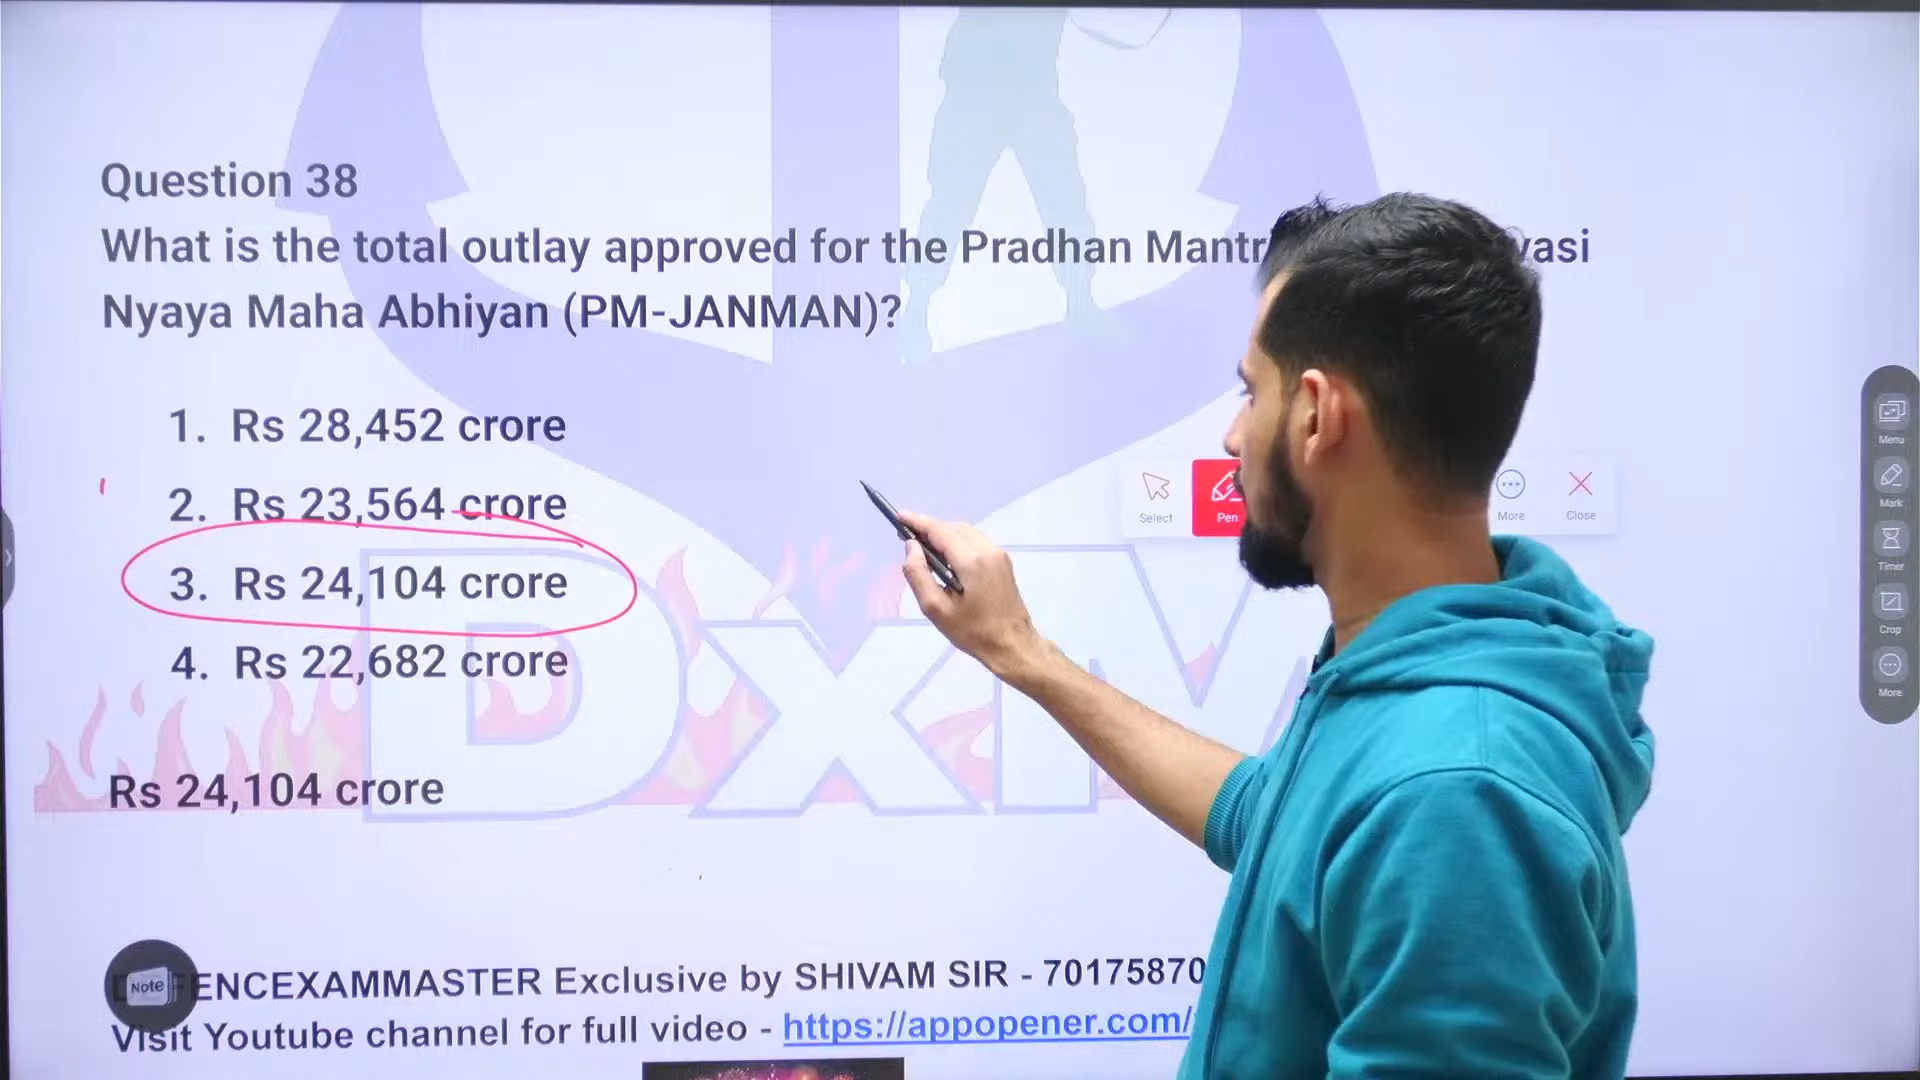 Question 38
What is the total outlay approved for the Pradhan Mantri
Nyaya Maha Abhiyan (PM-JANMAN)?
1. Rs 28,452 crore
2. Rs 23,564 crore
3. Rs 24,104 crore
4. Rs 22,682 crore
Rs 24,104 crore
Select
Pen
More
Close
Menu
Mark
Timer
Crop
More
DxM
Note
Exclusive by SHIVAM SIR - 70175870
Visit Youtube channel for full video - https://appopener.com/